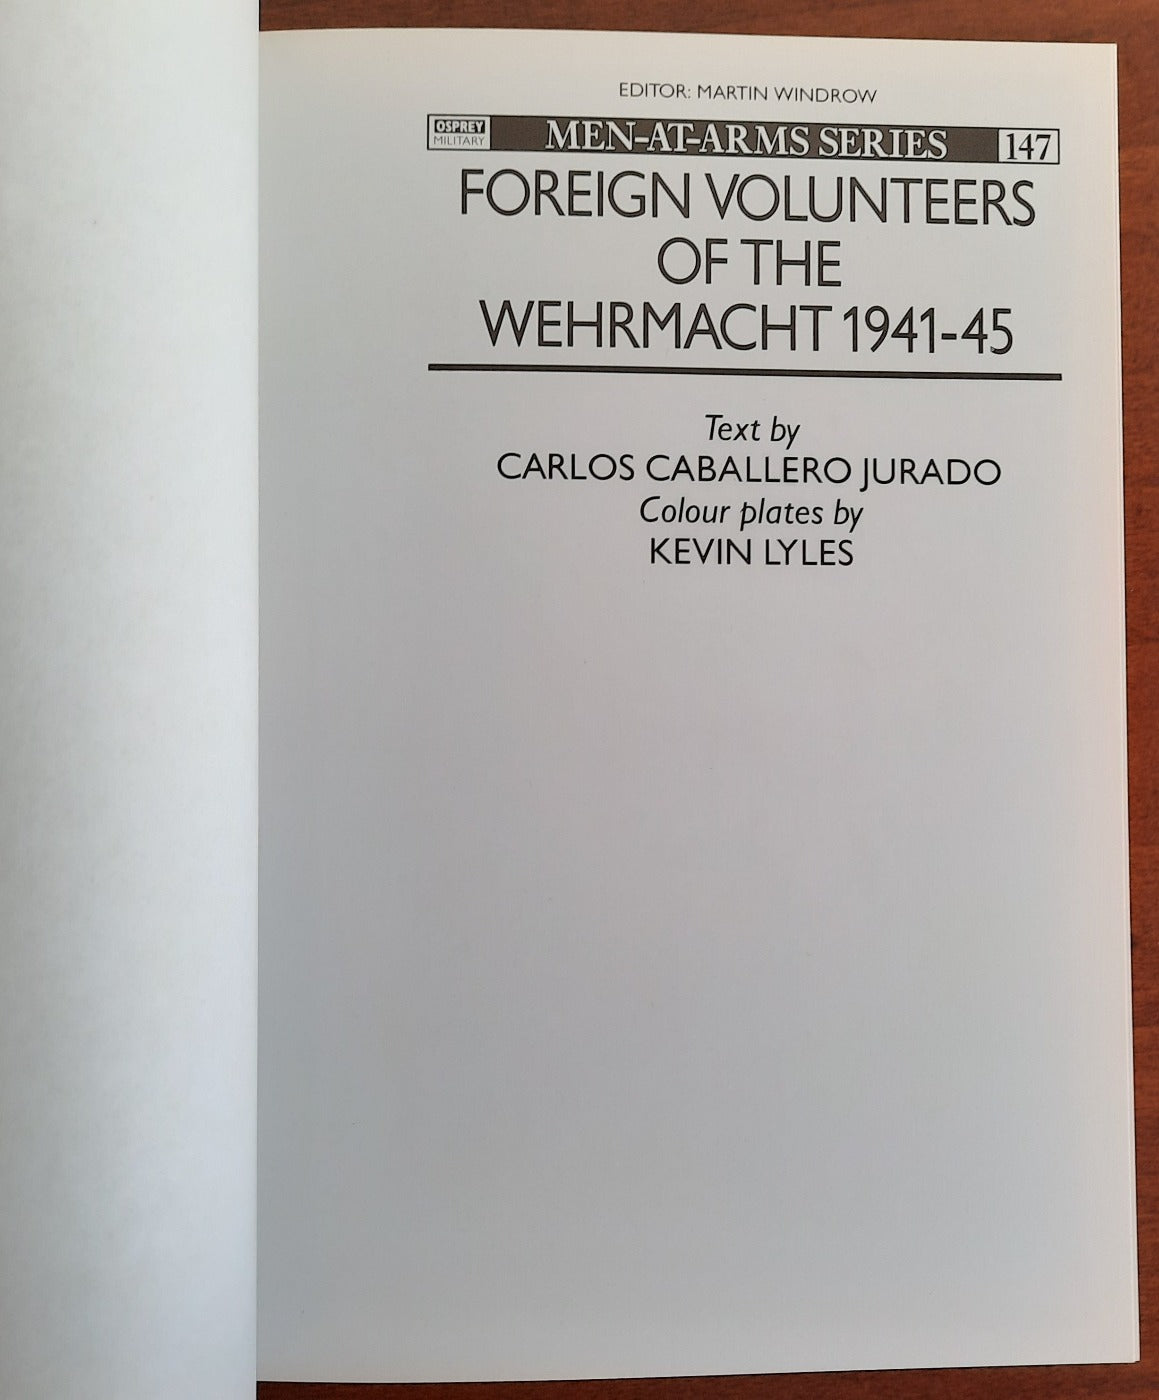 EDITOR: MARTIN WINDROW
OSPREY
MILITARY
MEN-AT-ARMS SERIES
147
FOREIGN VOLUNTEERS
OF THE
WEHRMACHT 1941-45
Text by
CARLOS CABALLERO JURADO
Colour plates by
KEVIN LYLES